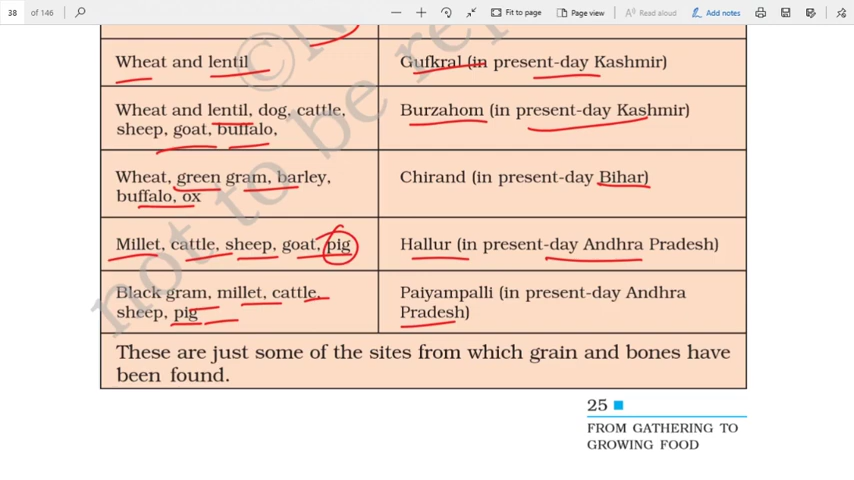 38 of 146
Fit to page
Page view
Read aloud
Add notes
Wheat and lentil
Gufkral (in present-day Kashmir)
Wheat and lentil, dog, cattle,
sheep, goat, buffalo,
Burzahom (in present-day Kashmir)
Wheat, green gram, barley,
buffalo, ox
Chirand (in present-day Bihar)
Millet, cattle, sheep, goat, pig
Hallur (in present-day Andhra Pradesh)
Black gram, millet, cattle,
sheep, pig
Paiyampalli (in present-day Andhra
Pradesh)
These are just some of the sites from which grain and bones have
been found.
25
FROM GATHERING TO
GROWING FOOD
© N
not to be re